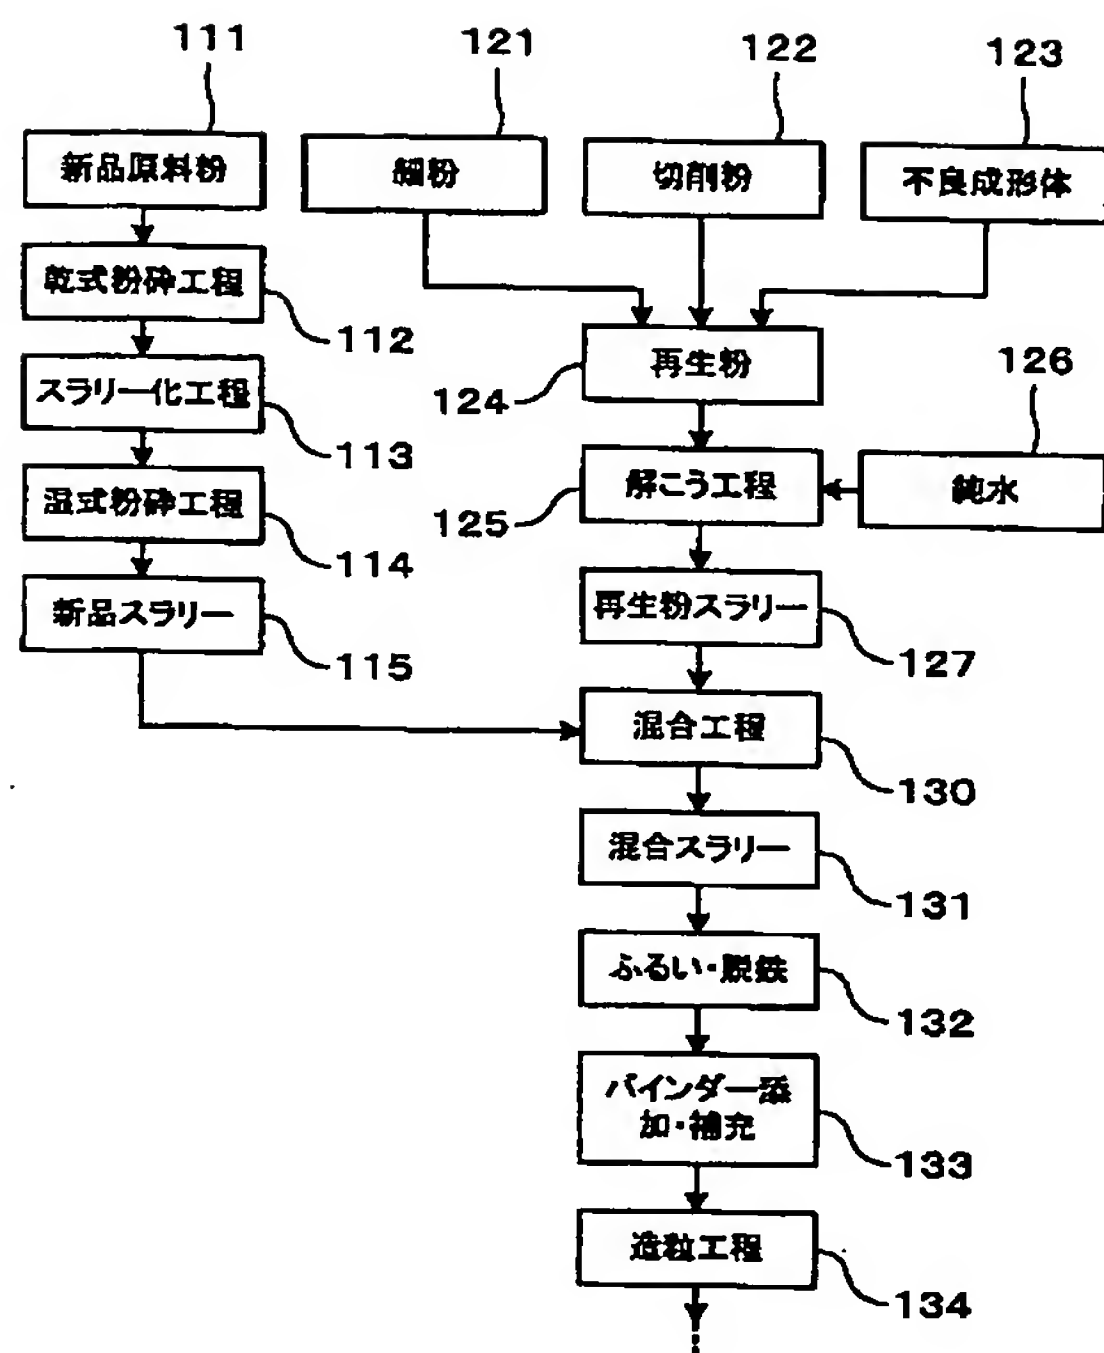 111
121
122
123
新品原料粉
細粉
切削粉
不良成形体
乾式粉砕工程
112
スラリー化工程
113
湿式粉砕工程
114
新品スラリー
115
再生粉
124
126
解こう工程
125
純水
再生粉スラリー
127
混合工程
130
混合スラリー
131
ふるい・脱鉄
132
バインダー添
加・補充
133
造粒工程
134